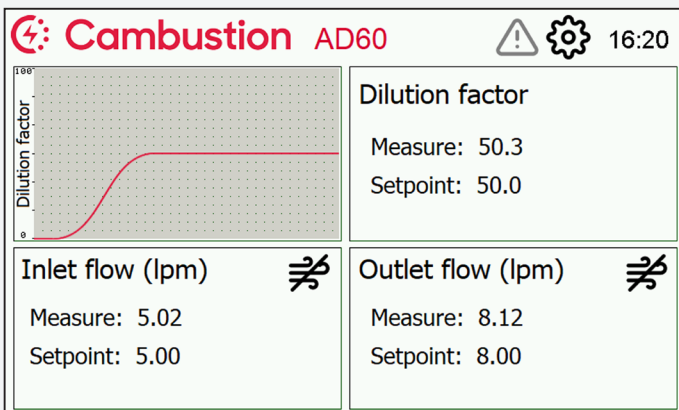 Cambustion AD60 16:20
100
Dilution factor
0
Dilution factor
Measure: 50.3
Setpoint: 50.0
Inlet flow (lpm)
Measure: 5.02
Setpoint: 5.00
Outlet flow (lpm)
Measure: 8.12
Setpoint: 8.00